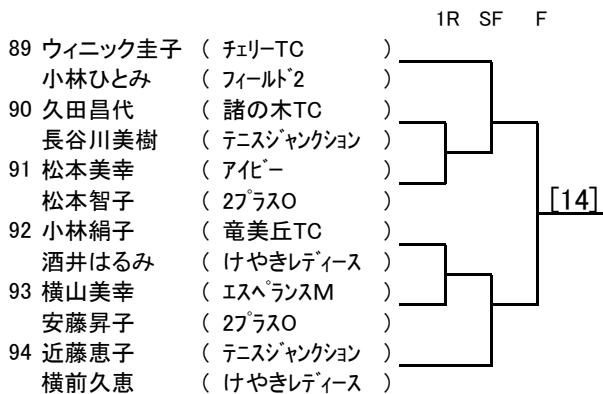 1R SF F
89 ウィニック圭子 ( チェリーTC )
小林ひとみ ( フィールド2 )
90 久田昌代 ( 諸の木TC )
長谷川美樹 ( テニスジャンクション )
91 松本美幸 ( アイビー )
松本智子 ( 2プラスO )
[14]
92 小林絹子 ( 竜美丘TC )
酒井はるみ ( けやきレディース )
93 横山美幸 ( エスペランスM )
安藤昇子 ( 2プラスO )
94 近藤恵子 ( テニスジャンクション )
横前久恵 ( けやきレディース )